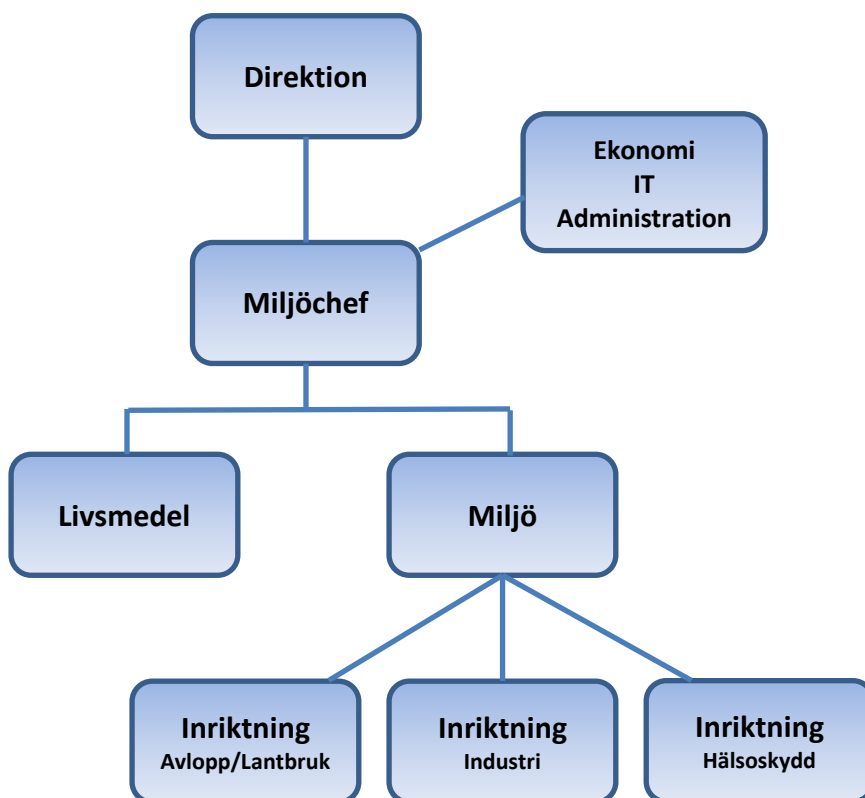 Direktion
Ekonomi
IT
Administration
Miljöchef
Livsmedel
Miljö
Inriktning
Avlopp/Lantbruk
Inriktning
Industri
Inriktning
Hälsoskydd